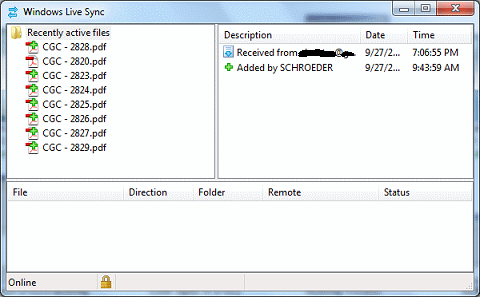 Windows Live Sync
Recently active files
CGC - 2828.pdf
CGC - 2820.pdf
CGC - 2823.pdf
CGC - 2824.pdf
CGC - 2825.pdf
CGC - 2826.pdf
CGC - 2827.pdf
CGC - 2829.pdf
Description Date Time
Received from 9/27/2... 7:06:55 PM
Added by SCHROEDER 9/27/2... 9:43:59 AM
File Direction Folder Remote Status
Online